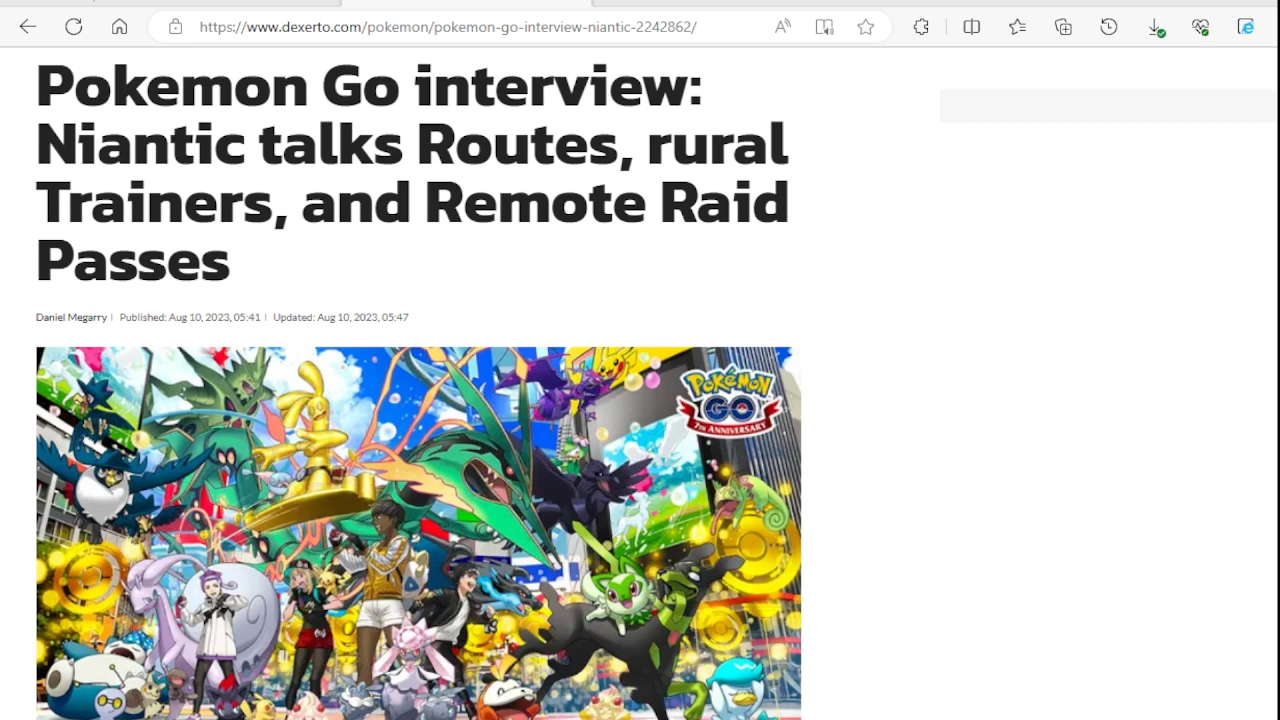 https://www.dexerto.com/pokemon/pokemon-go-interview-niantic-2242862/
Pokemon Go interview:
Niantic talks Routes, rural
Trainers, and Remote Raid
Passes
Daniel Megarry | Published: Aug 10, 2023, 05:41 | Updated: Aug 10, 2023, 05:47
POKéMON
GO
7TH ANNIVERSARY